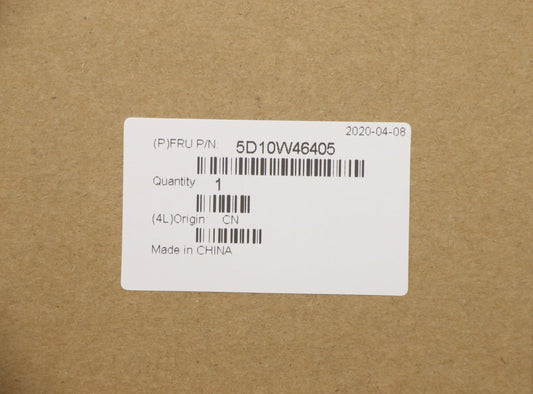 2020-04-08
(P)FRU P/N: 5D10W46405
Quantity 1
(4L)Origin CN
Made in CHINA